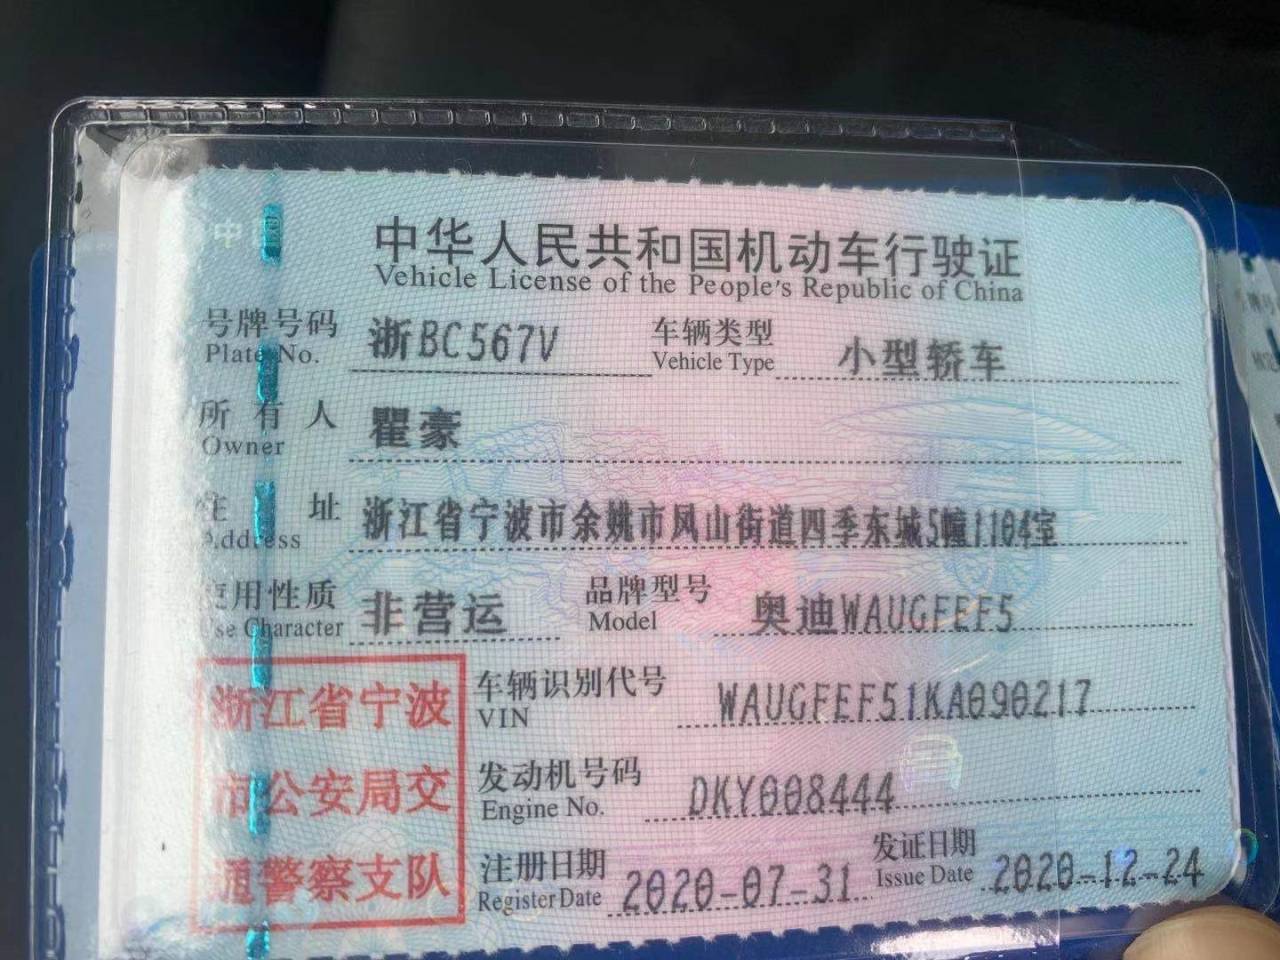 中华人民共和国机动车行驶证
Vehicle License of the People's Republic of China
号牌号码 浙BC567V 车辆类型 小型轿车
Plate No. Vehicle Type
所有人 瞿豪
Owner
住址 浙江省宁波市余姚市凤山街道四季东城5幢1104室
Address
使用性质 非营运 品牌型号 奥迪WAUGFEF5
Use Character Model
浙江省宁波
市公安局交
通警察支队
车辆识别代号 WAUGFEF51KA090217
VIN
发动机号码 DKY008444
Engine No.
注册日期 2020-07-31 发证日期 2020-12-24
Register Date Issue Date